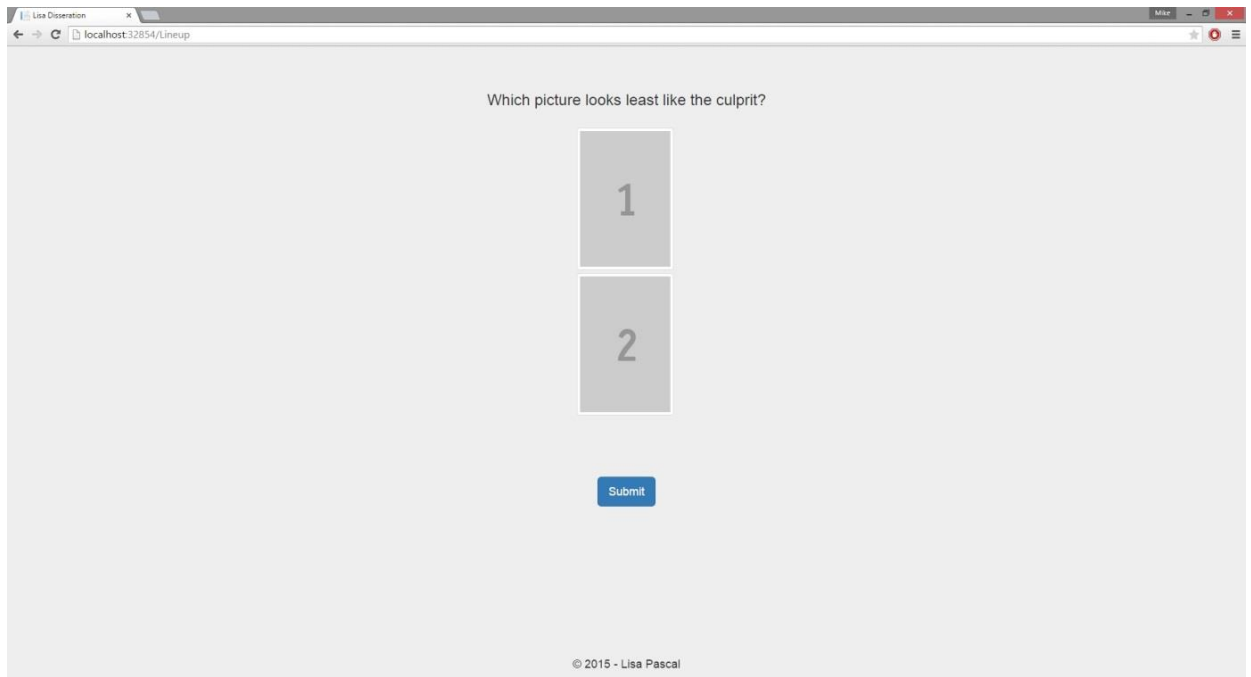 Lisa Disseration
Mike
localhost:32854/Lineup
Which picture looks least like the culprit?
1
2
Submit
© 2015 - Lisa Pascal